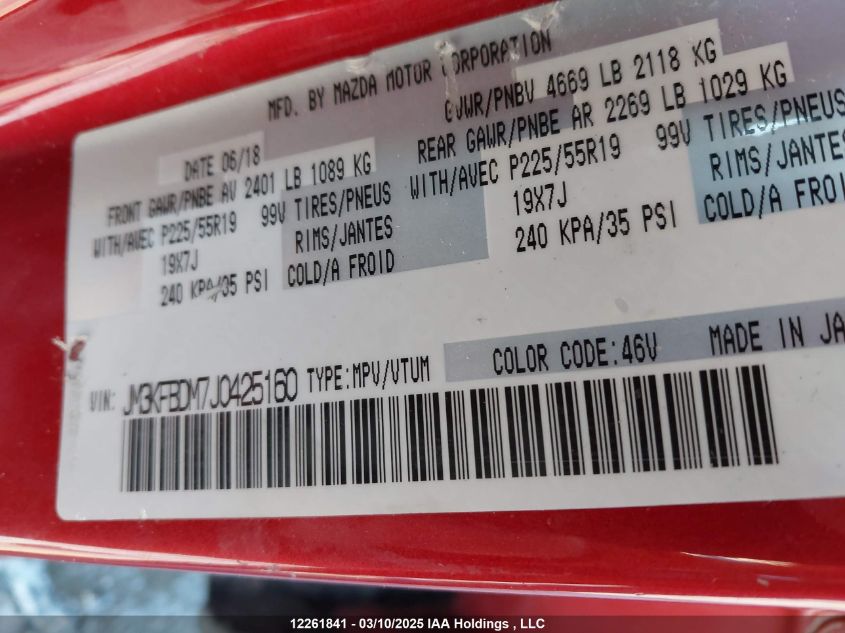 MFD. BY MAZDA MOTOR CORPORATION
DATE 06/18
GVWR/PNBV 4669 LB 2118 KG
FRONT GAWR/PNBE AV 2401 LB 1089 KG
REAR GAWR/PNBE AR 2269 LB 1029 KG
WITH/AVEC P225/55R19 99V TIRES/PNEUS
WITH/AVEC P225/55R19 99V TIRES/PNEUS
19X7J RIMS/JANTES
19X7J RIMS/JANTES
240 KPA/35 PSI COLD/A FROID
240 KPA/35 PSI COLD/A FROI
VIN: JM3KFBDM7J0425160 TYPE:MPV/VTUM
COLOR CODE:46V MADE IN JA
12261841 - 03/10/2025 IAA Holdings , LLC